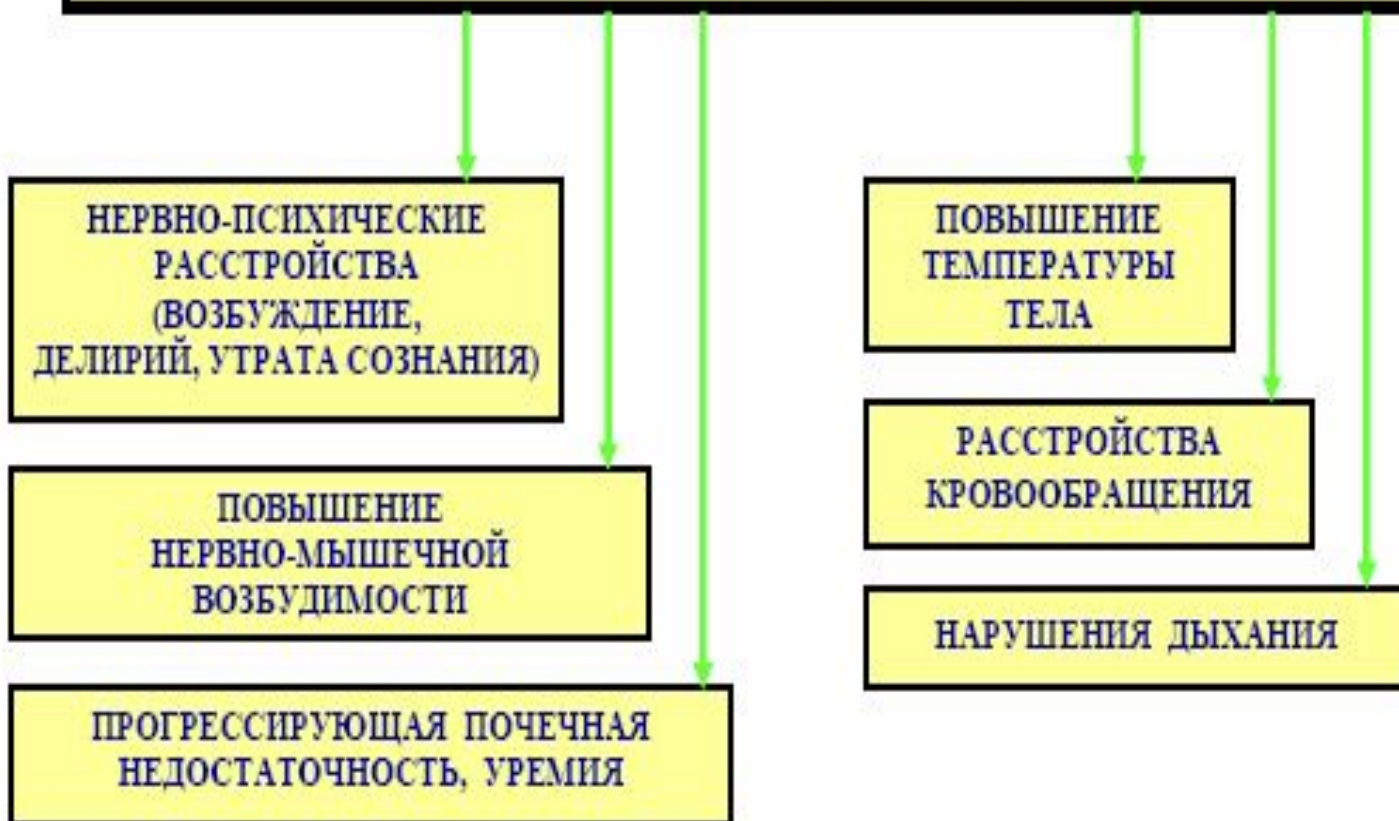 НЕРВНО-ПСИХИЧЕСКИЕ
РАССТРОЙСТВА
(ВОЗБУЖДЕНИЕ,
ДЕЛИРИЙ, УТРАТА СОЗНАНИЯ)
ПОВЫШЕНИЕ
НЕРВНО-МЫШЕЧНОЙ
ВОЗБУДИМОСТИ
ПРОГРЕССИРУЮЩАЯ ПОЧЕЧНАЯ
НЕДОСТАТОЧНОСТЬ, УРЕМИЯ
ПОВЫШЕНИЕ
ТЕМПЕРАТУРЫ
ТЕЛА
РАССТРОЙСТВА
КРОВООБРАЩЕНИЯ
НАРУШЕНИЯ ДЫХАНИЯ